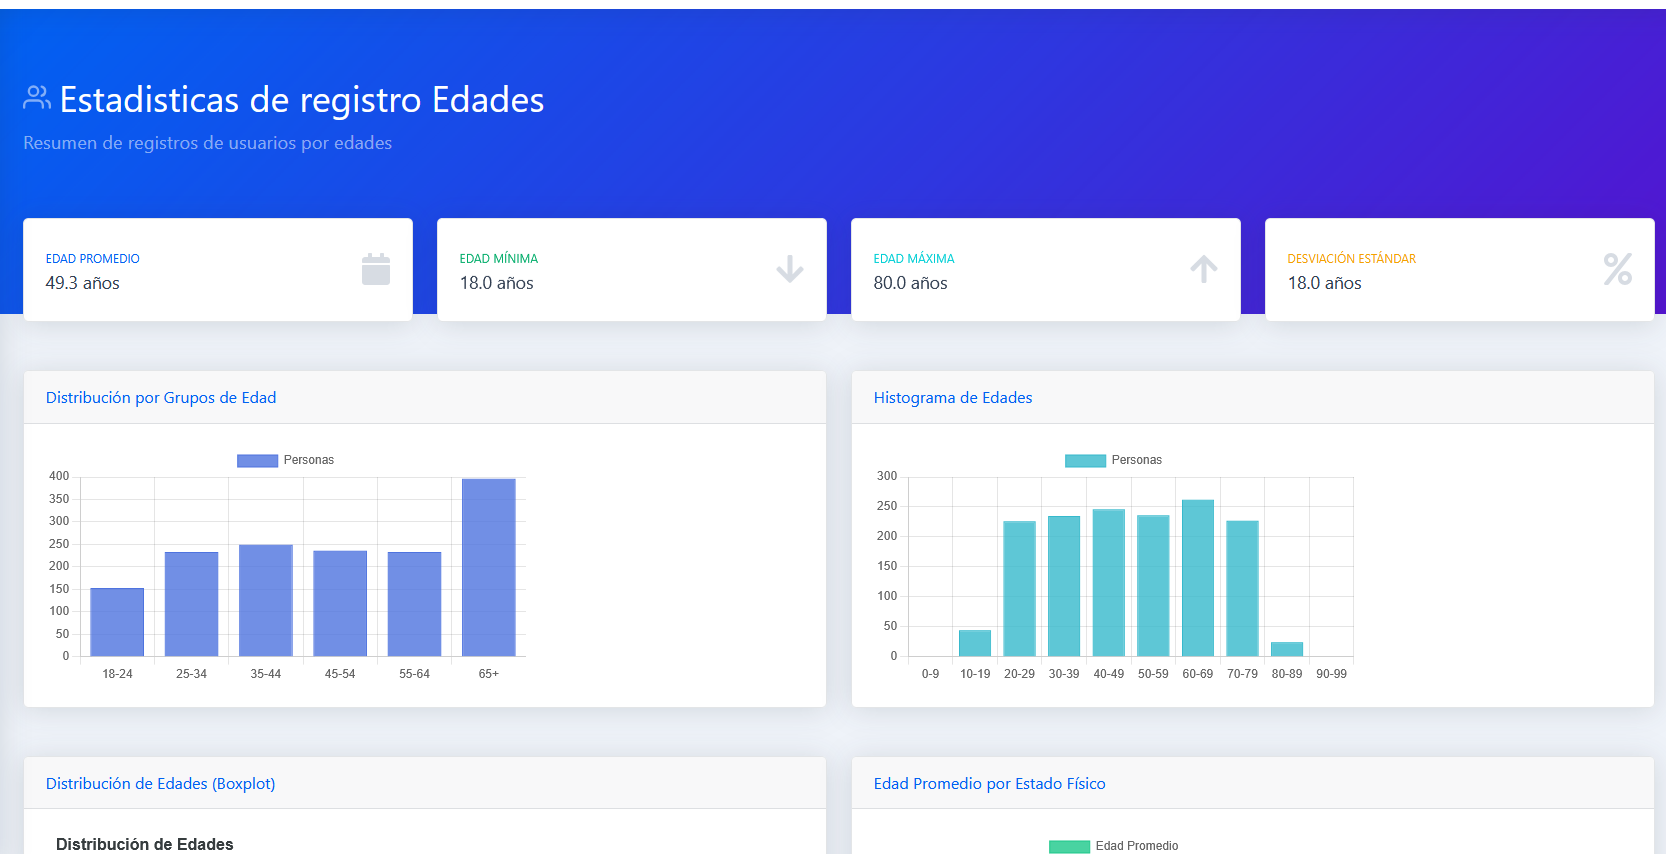 Estadisticas de registro Edades
Resumen de registros de usuarios por edades
EDAD PROMEDIO
49.3 años
EDAD MÍNIMA
18.0 años
EDAD MÁXIMA
80.0 años
DESVIACIÓN ESTÁNDAR
18.0 años
Distribución por Grupos de Edad
Personas
400
350
300
250
200
150
100
50
0
18-24 25-34 35-44 45-54 55-64 65+
Histograma de Edades
Personas
300
250
200
150
100
50
0
0-9 10-19 20-29 30-39 40-49 50-59 60-69 70-79 80-89 90-99
Distribución de Edades (Boxplot)
Distribución de Edades
Edad Promedio por Estado Físico
Edad Promedio